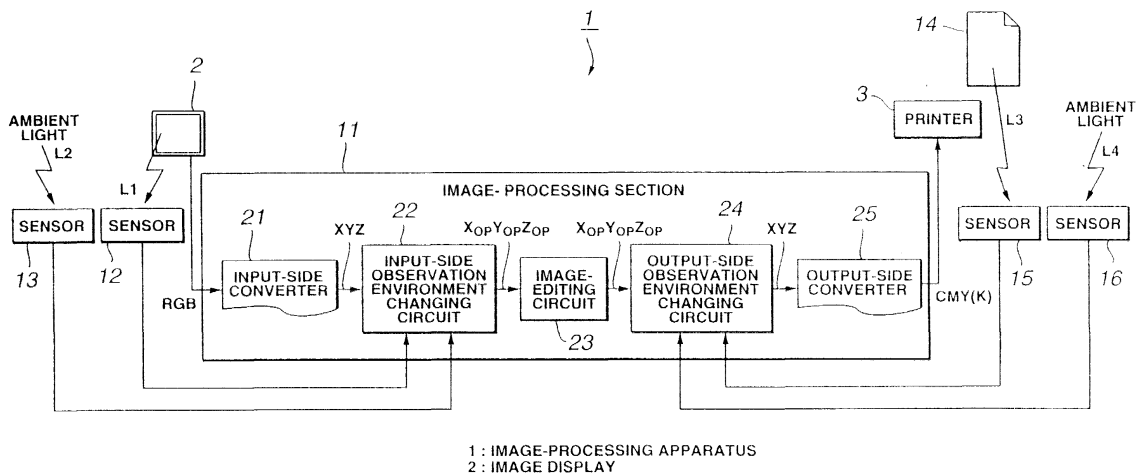 1
14
2
3
AMBIENT
LIGHT
L2
PRINTER
L3
AMBIENT
LIGHT
L4
11
L1
IMAGE- PROCESSING SECTION
SENSOR
SENSOR
SENSOR
SENSOR
13
12
15
16
21
22
24
25
XYZ
XOPYOPZOP
XOPYOPZOP
XYZ
RGB
INPUT-SIDE
CONVERTER
INPUT-SIDE
OBSERVATION
ENVIRONMENT
CHANGING
CIRCUIT
IMAGE-
EDITING
CIRCUIT
23
OUTPUT-SIDE
OBSERVATION
ENVIRONMENT
CHANGING
CIRCUIT
OUTPUT-SIDE
CONVERTER
CMY(K)
1 : IMAGE-PROCESSING APPARATUS
2 : IMAGE DISPLAY